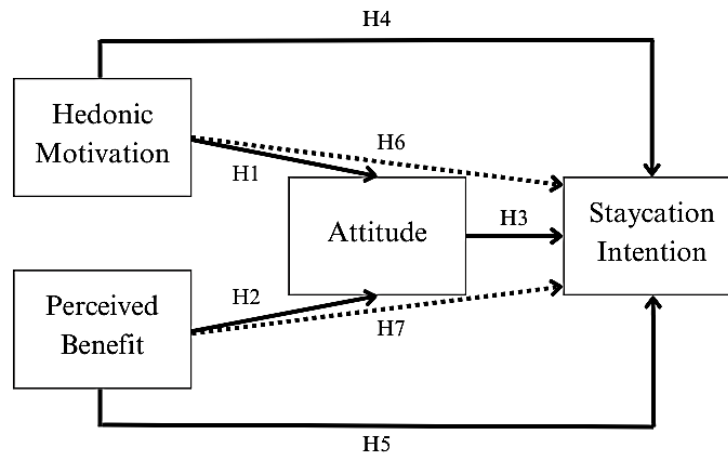 H4
Hedonic
Motivation
H6
H1
Attitude
H3
Staycation
Intention
Perceived
Benefit
H2
H7
H5